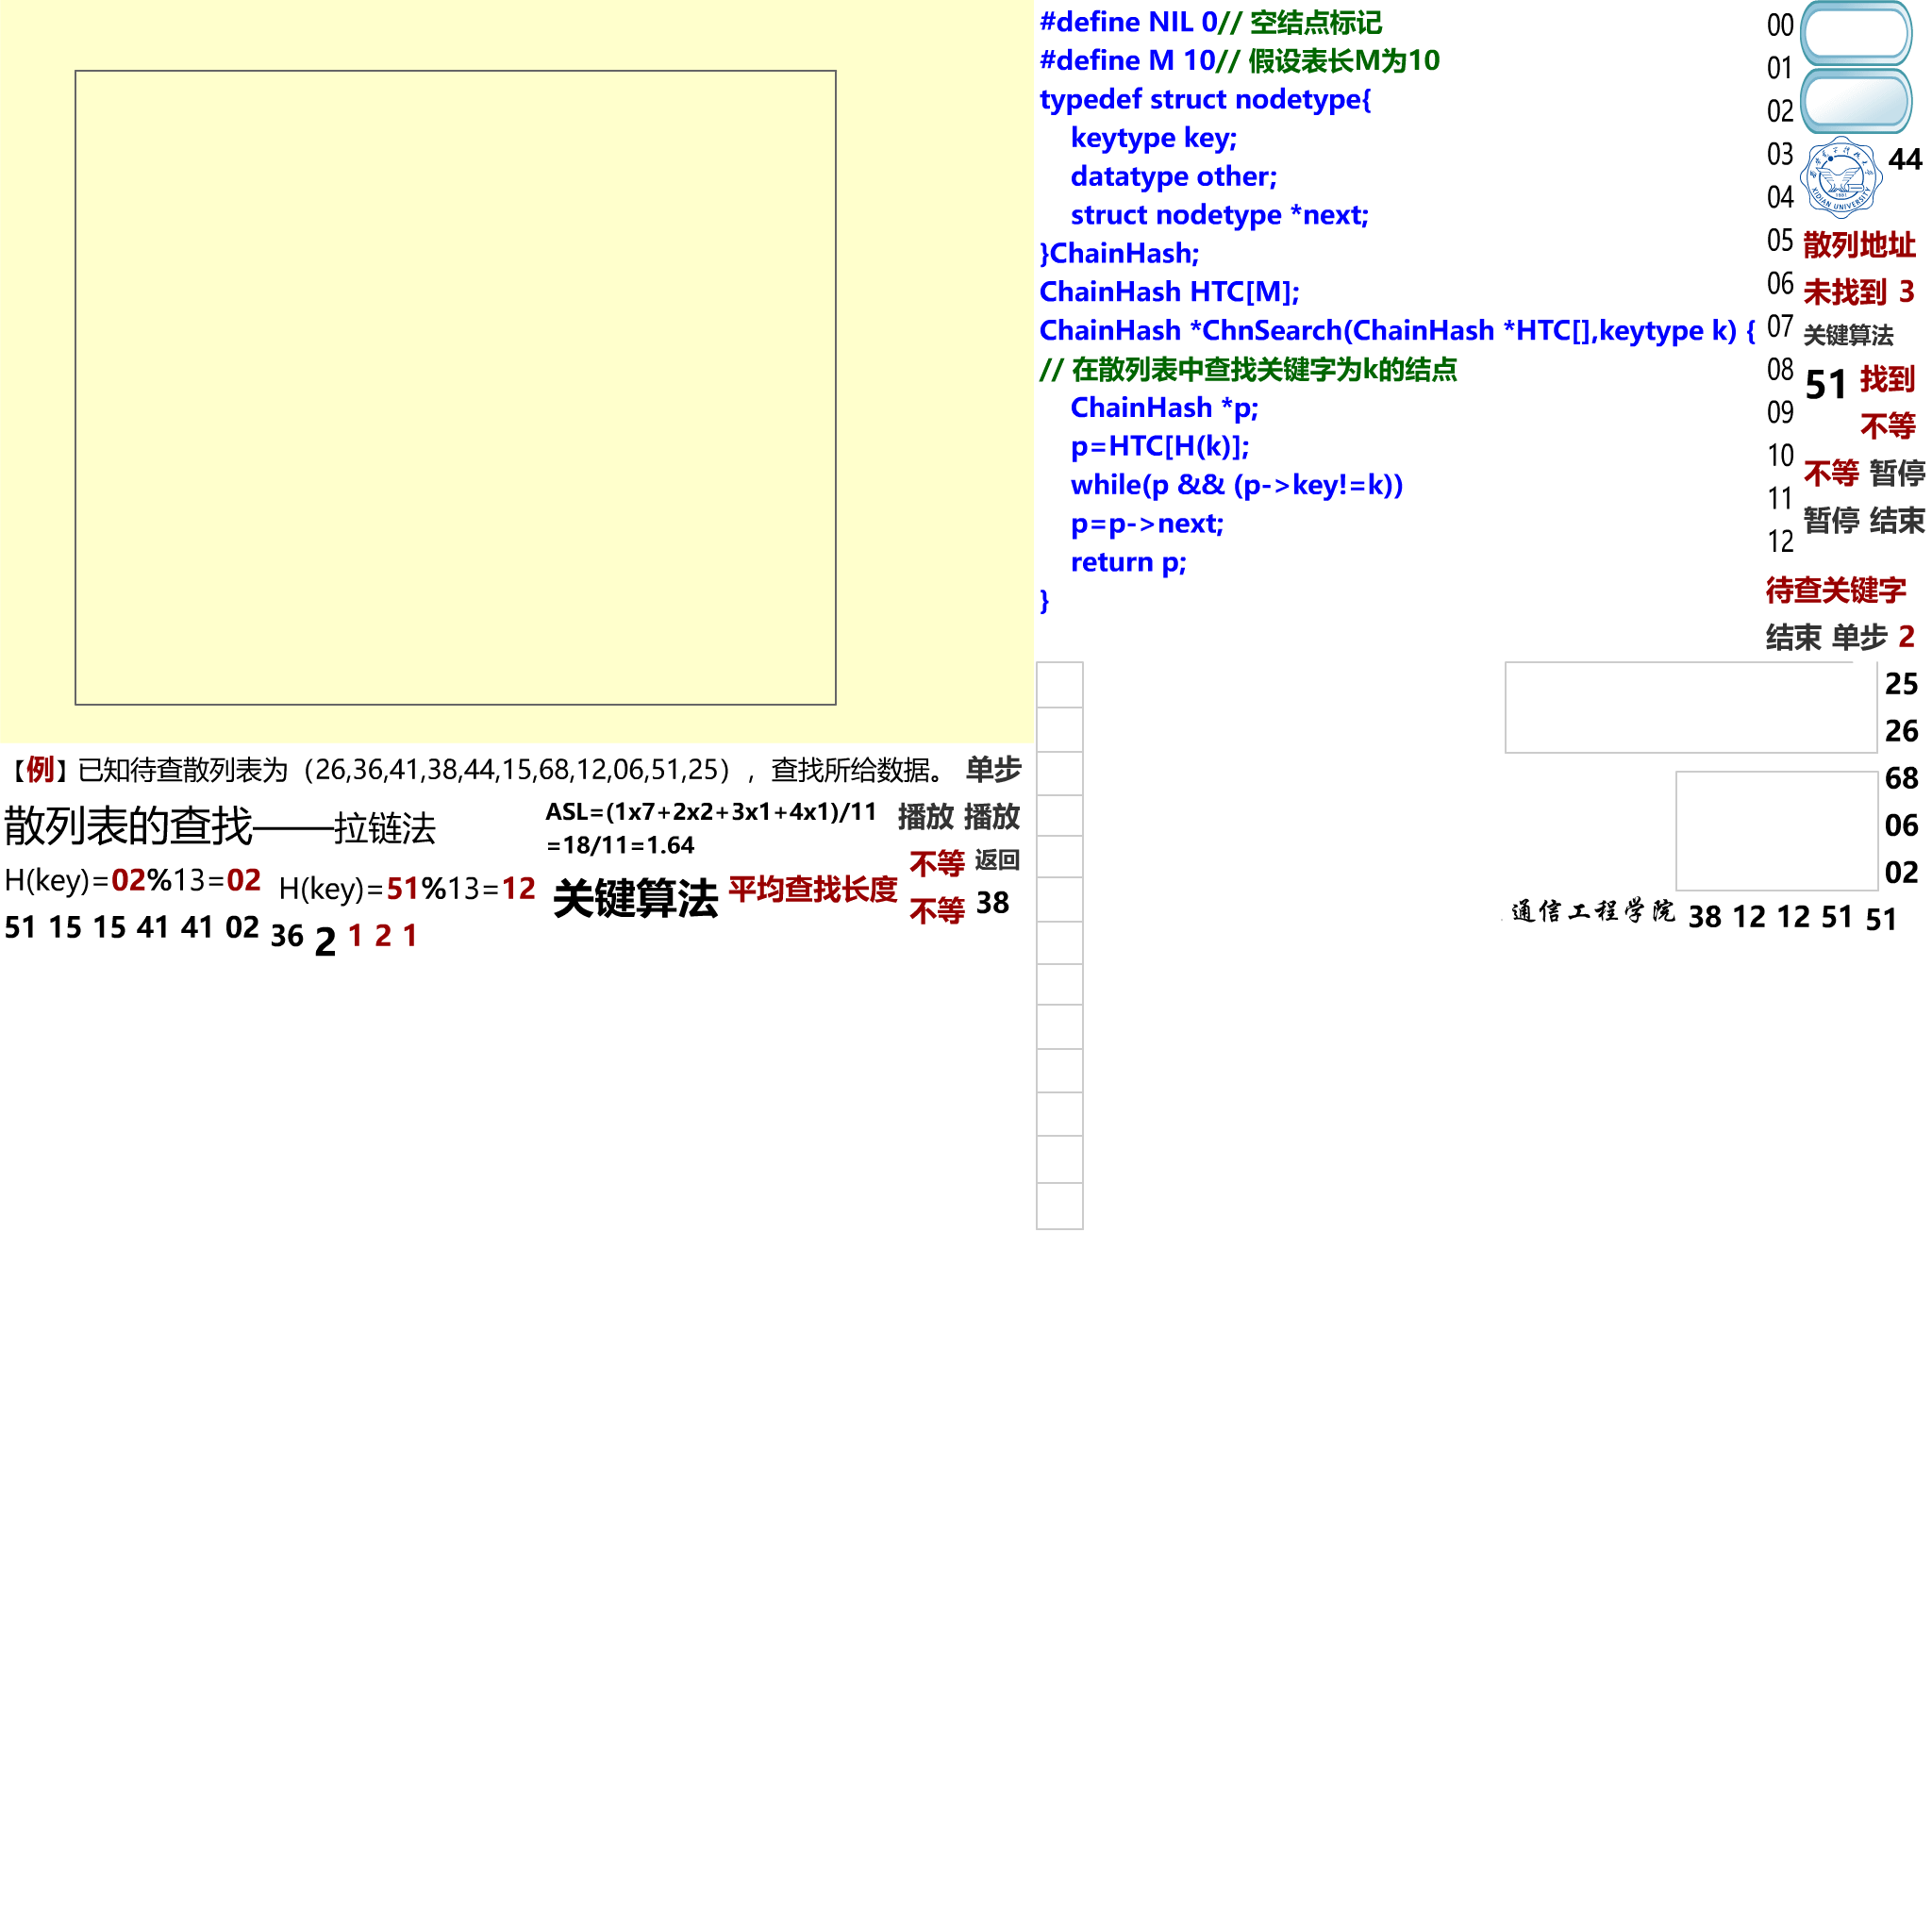 #define NIL 0// 空结点标记
#define M 10// 假设表长M为10
typedef struct nodetype{
keytype key;
datatype other;
struct nodetype *next;
}ChainHash;
ChainHash HTC[M];
ChainHash *ChnSearch(ChainHash *HTC[],keytype k) {
// 在散列表中查找关键字为k的结点
ChainHash *p;
p=HTC[H(k)];
while(p && (p->key!=k))
p=p->next;
return p;
}
00
01
02
03
04
05
06
07
08
09
10
11
12
44
XIDIAN UNIVERSITY
散列地址
未找到 3
关键算法
51 找到
不等
不等 暂停
暂停 结束
待查关键字
结束 单步 2
25
26
68
06
02
通信工程学院 38 12 12 51 51
【例】已知待查散列表为（26,36,41,38,44,15,68,12,06,51,25），查找所给数据。 单步
散列表的查找——拉链法
ASL=(1x7+2x2+3x1+4x1)/11
=18/11=1.64
播放 播放
不等 返回
H(key)=02%13=02
H(key)=51%13=12
关键算法
平均查找长度
不等 38
51 15 15 41 41 02 36 2 1 2 1